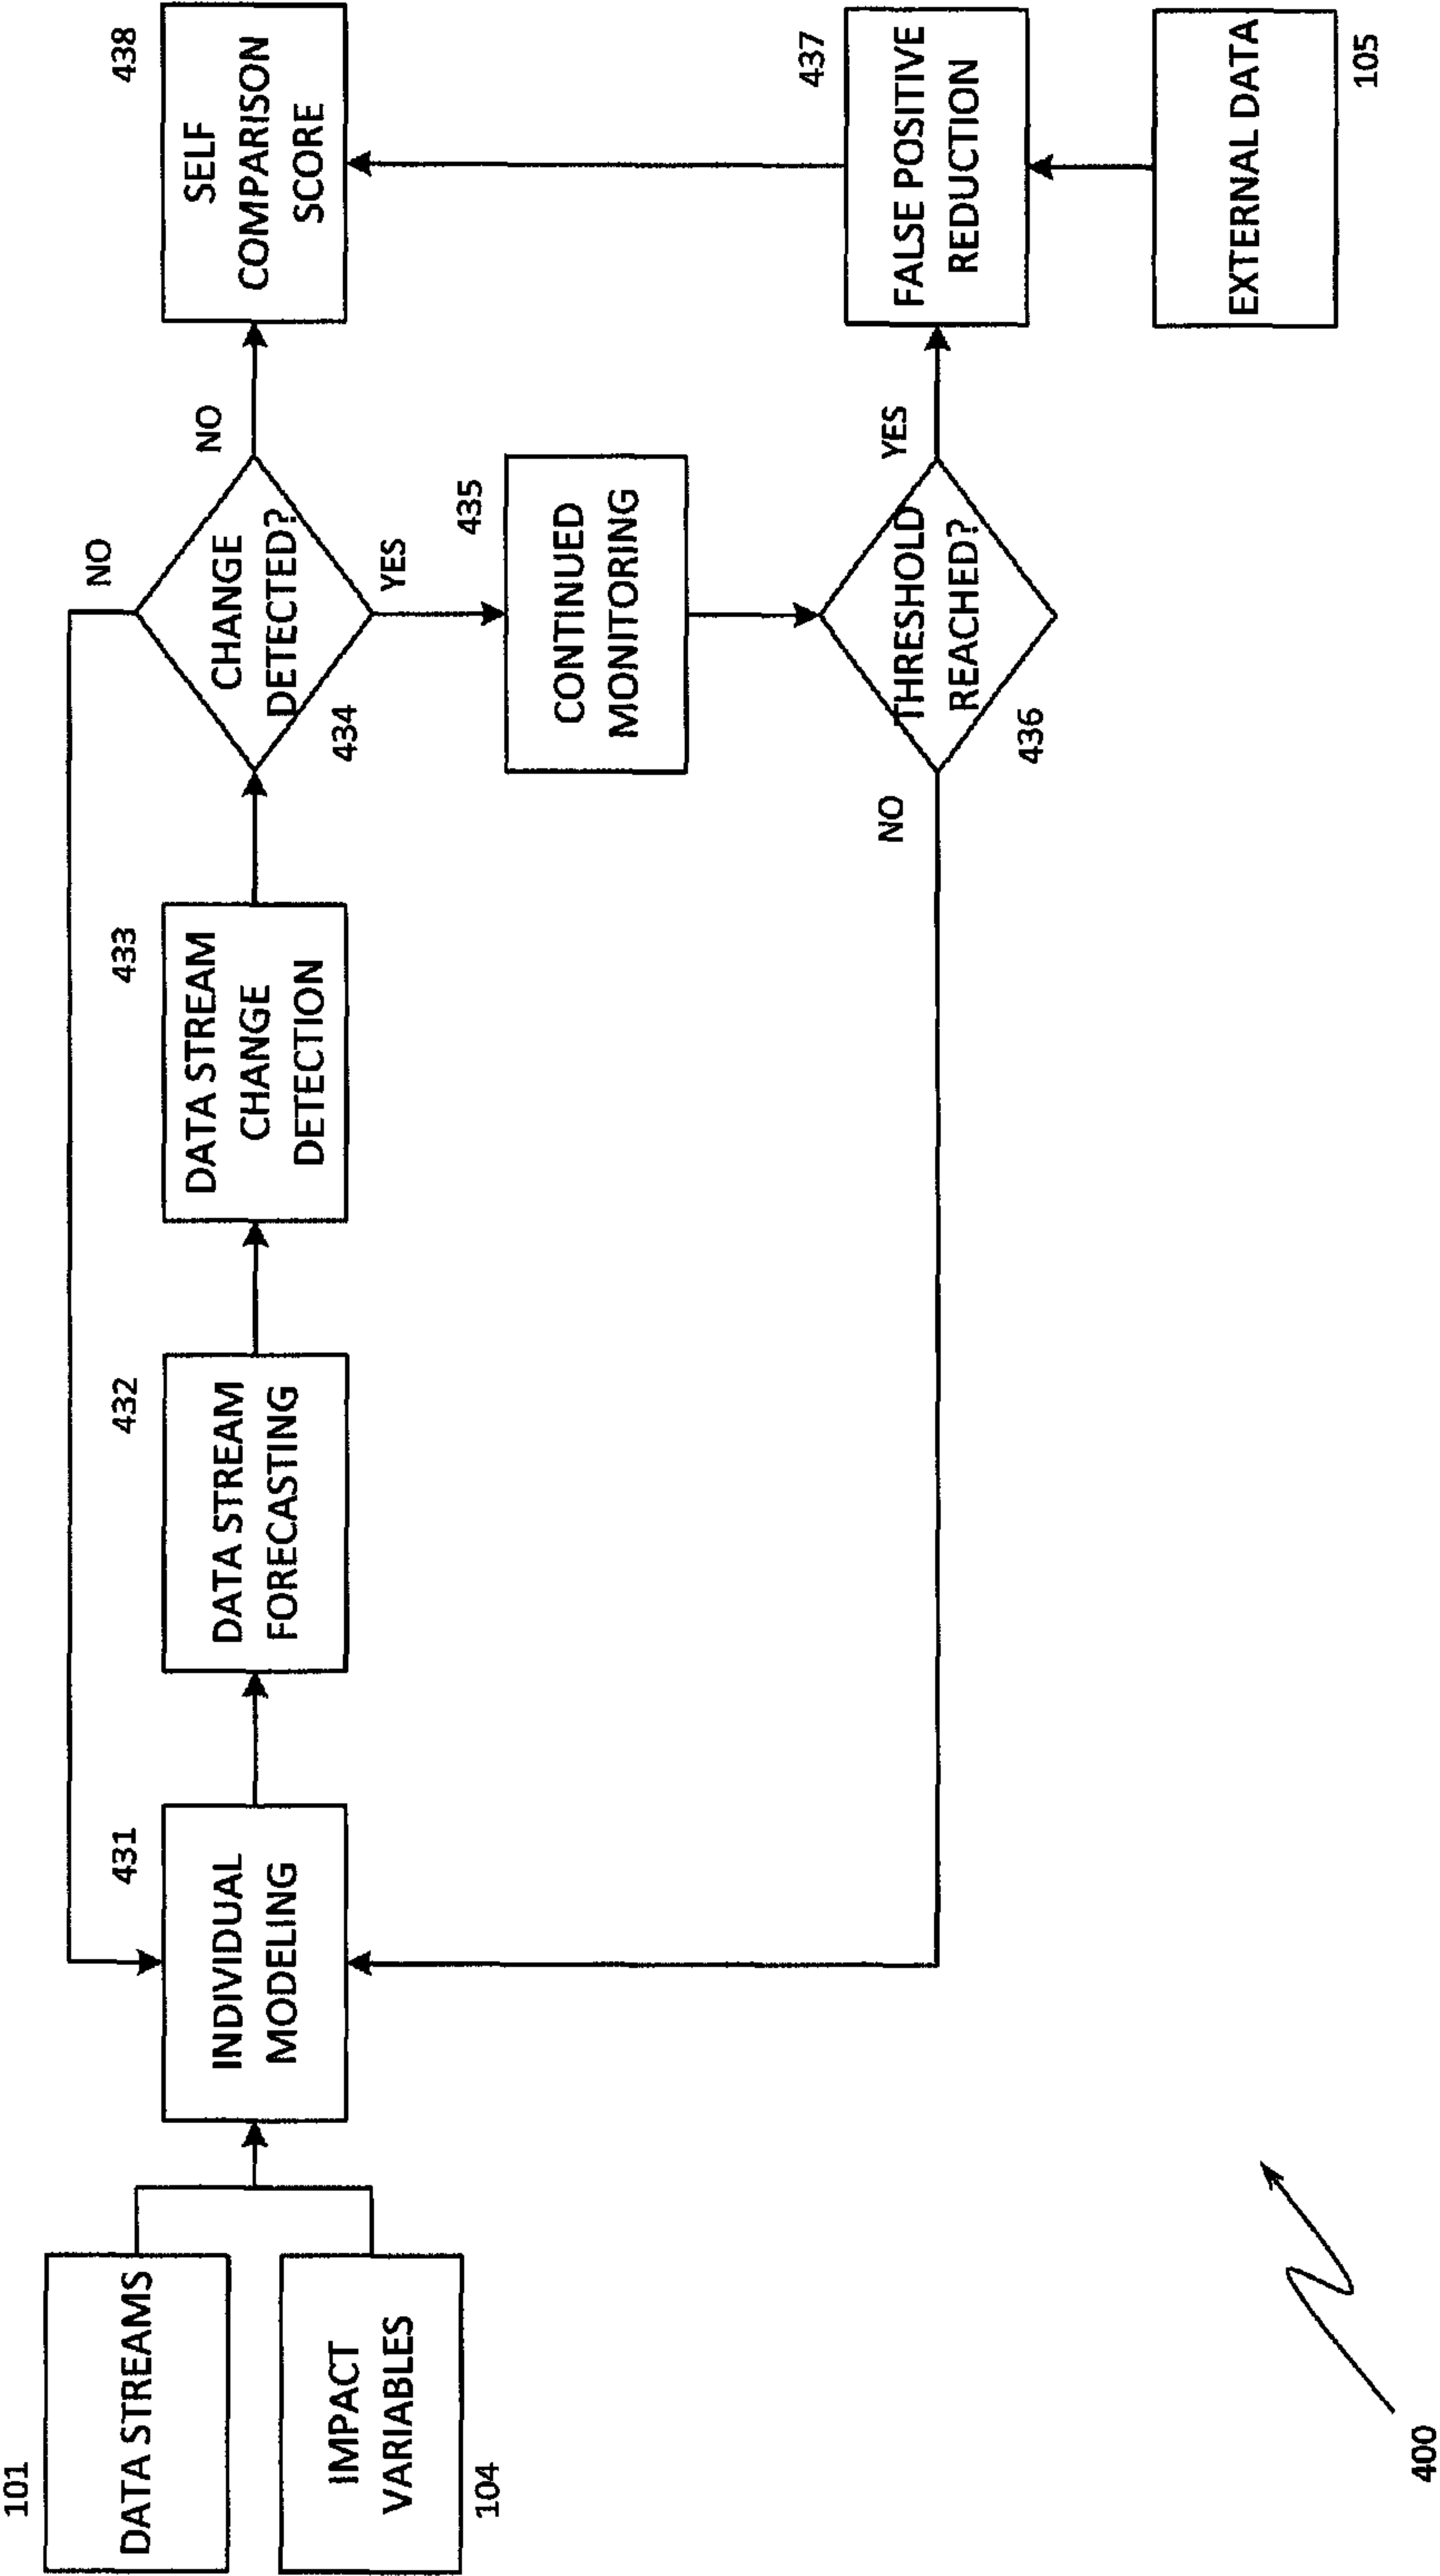 101
DATA STREAMS
IMPACT
VARIABLES
104
431
INDIVIDUAL
MODELING
432
DATA STREAM
FORECASTING
433
DATA STREAM
CHANGE
DETECTION
NO
CHANGE
DETECTED?
434
NO
YES
438
SELF
COMPARISON
SCORE
435
CONTINUED
MONITORING
THRESHOLD
REACHED?
436
NO
YES
437
FALSE POSITIVE
REDUCTION
EXTERNAL DATA
105
400